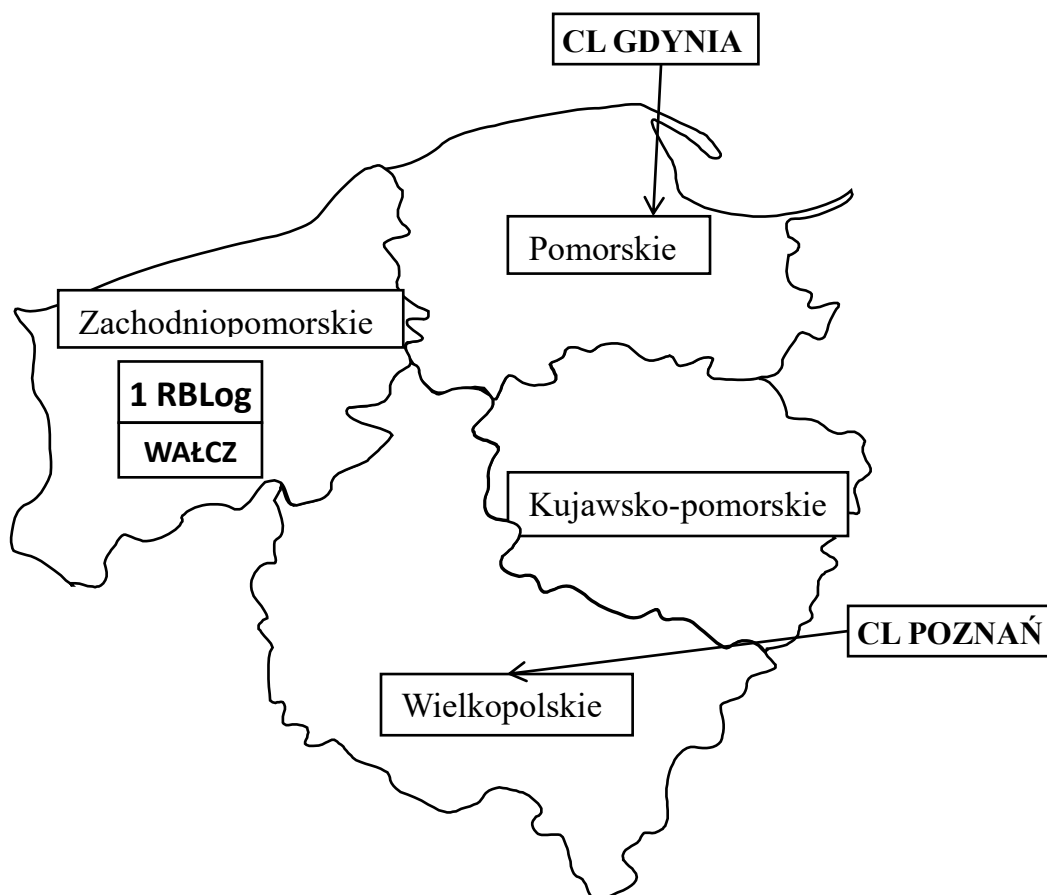 CL GDYNIA
Pomorskie
Zachodniopomorskie
1 RBLog
WAŁCZ
Kujawsko-pomorskie
CL POZNAŃ
Wielkopolskie